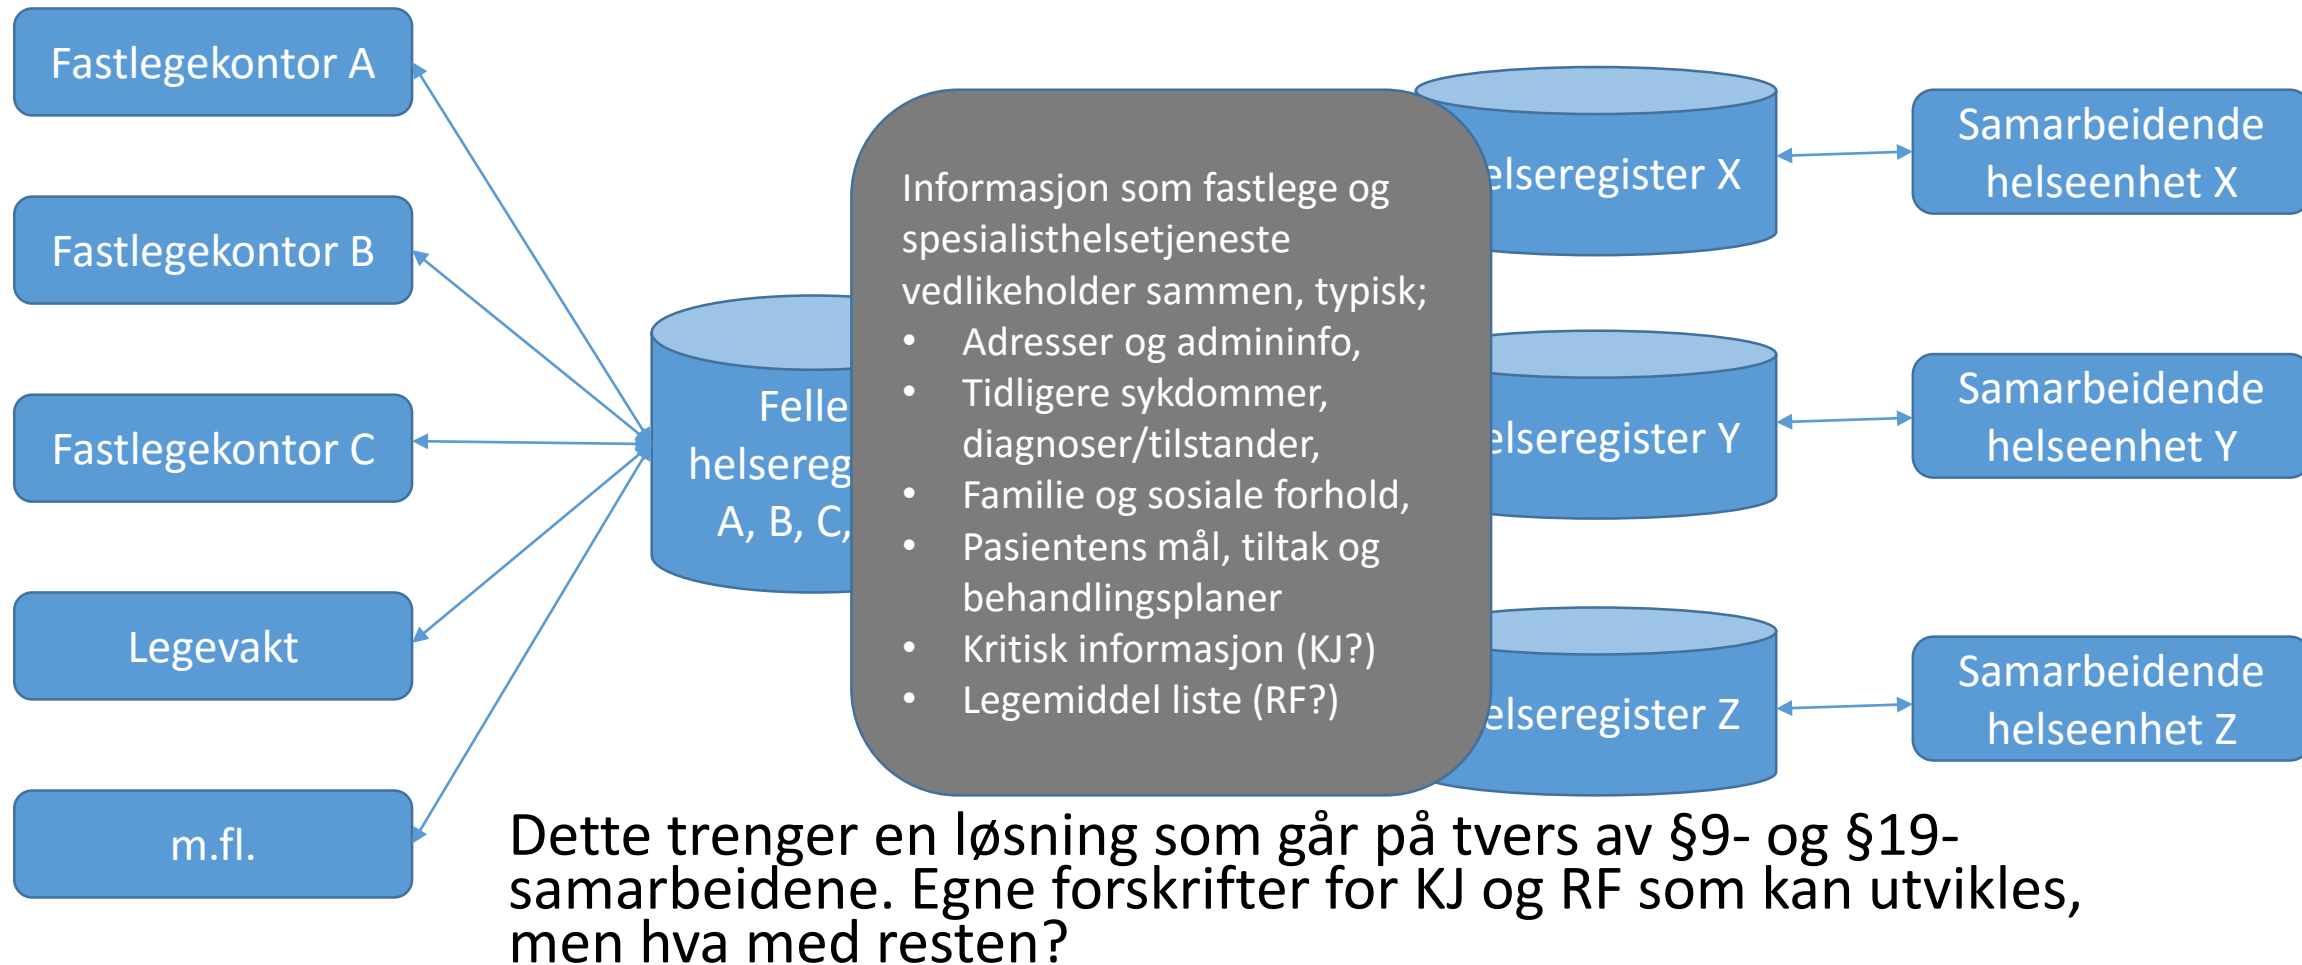 Fastlegekontor A
Fastlegekontor B
Fastlegekontor C
Legevakt
m.fl.
A, B, C,
Informasjon som fastlege og
spesialisthelsetjeneste
vedlikeholder sammen, typisk;
• Adresser og admininfo,
• Tidligere sykdommer,
diagnoser/tilstander,
• Familie og sosiale forhold,
• Pasientens mål, tiltak og
behandlingsplaner
• Kritisk informasjon (KJ?)
• Legemiddel liste (RF?)
elseregister X
elseregister Y
elseregister Z
Samarbeidende
helseenhet X
Samarbeidende
helseenhet Y
Samarbeidende
helseenhet Z
Dette trenger en løsning som går på tvers av §9- og §19-
samarbeidene. Egne forskrifter for KJ og RF som kan utvikles,
men hva med resten?